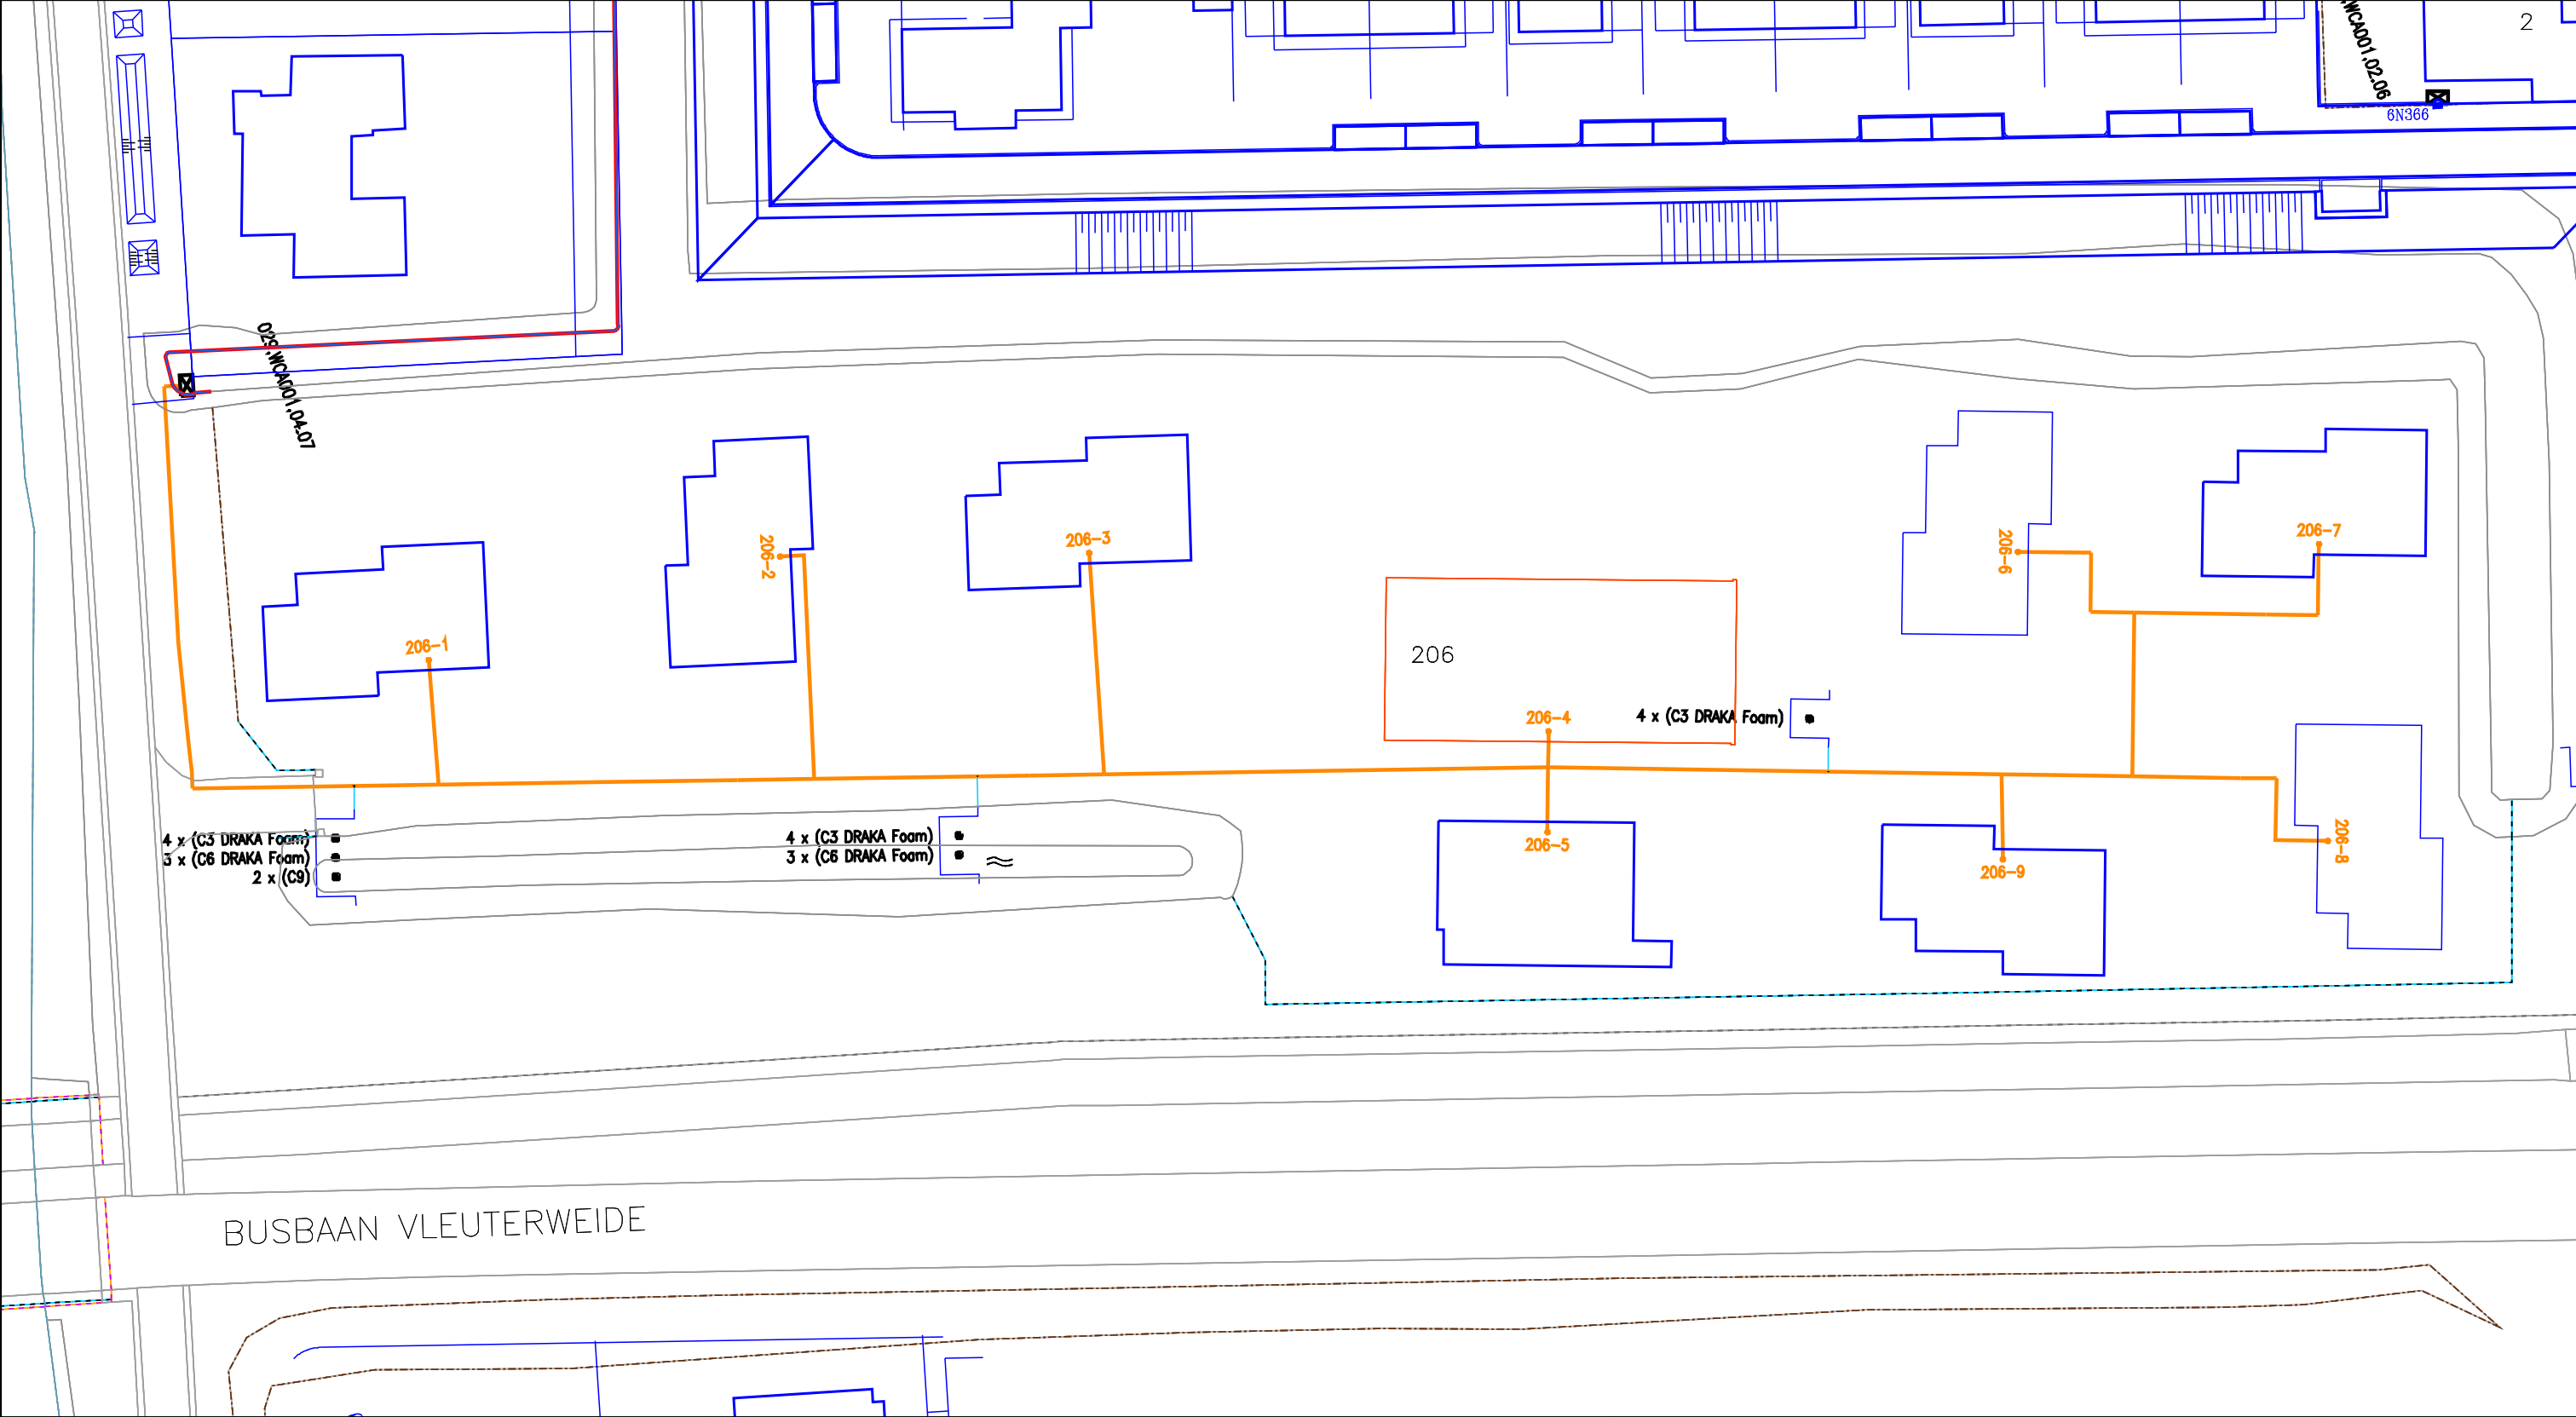 2
WCA001,02.06
6N366
029,WCA001,04.07
206-1
206-2
206-3
206-6
206-7
206
206-4
4 x (C3 DRAKA Foam)
4 x (C3 DRAKA Foam)
3 x (C6 DRAKA Foam)
2 x (C9)
4 x (C3 DRAKA Foam)
3 x (C6 DRAKA Foam)
206-5
206-9
206-8
BUSBAAN VLEUTERWEIDE